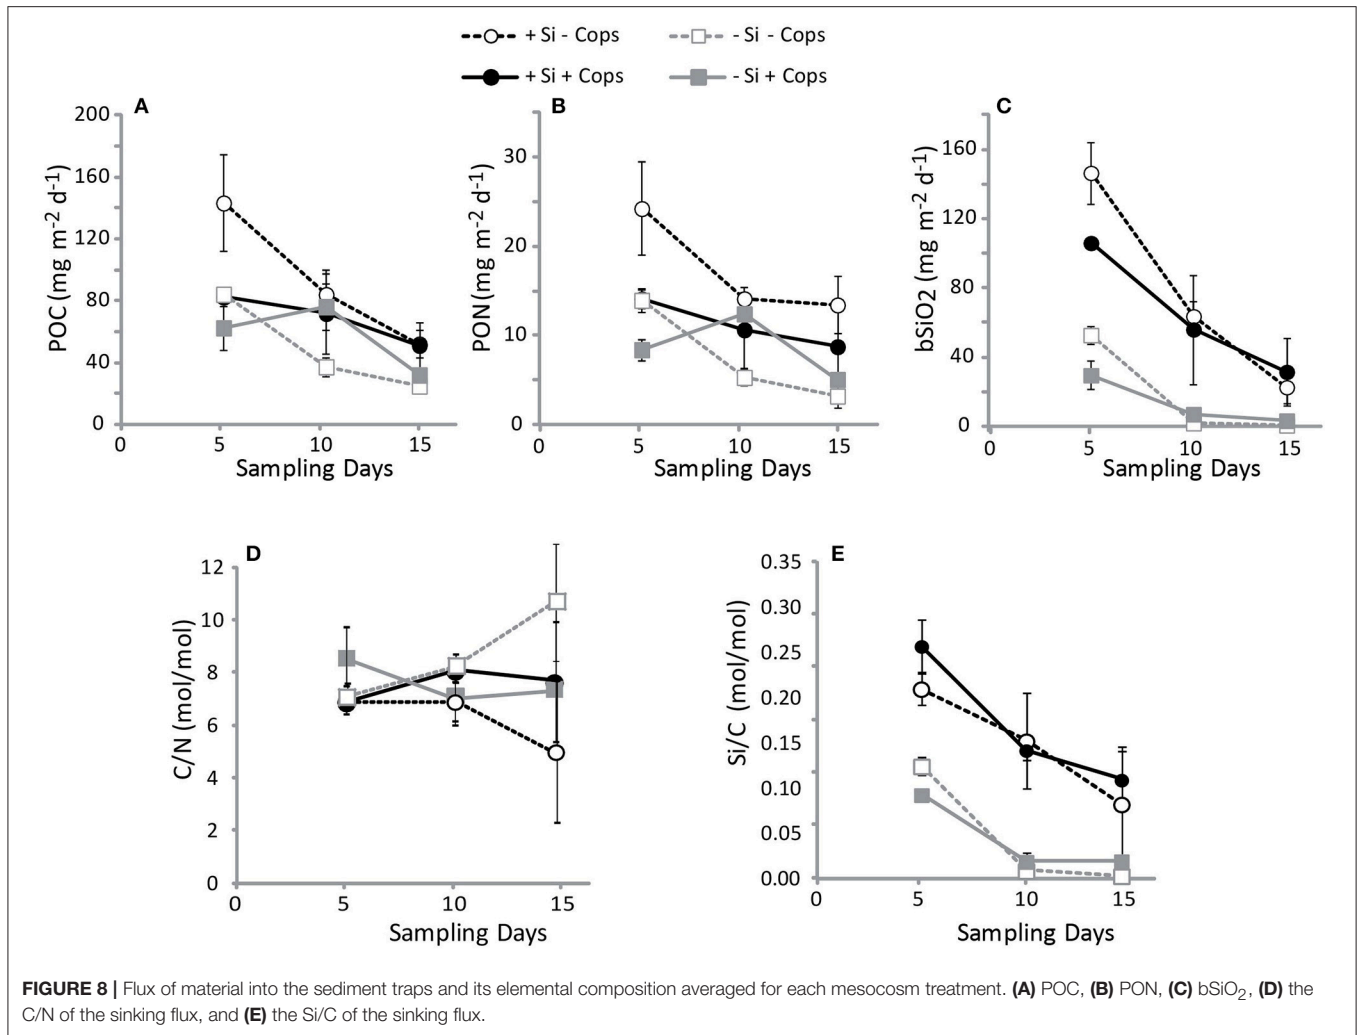 + Si - Cops
- Si - Cops
+ Si + Cops
- Si + Cops
A
200
160
120
80
40
0
POC (mg m-2 d-1)
0 5 10 15
Sampling Days
B
30
20
10
0
PON(mg m-2 d-1)
0 5 10 15
Sampling Days
C
160
120
80
40
0
bSiO2 (mg m-2 d-1)
0 5 10 15
Sampling Days
D
12
10
8
6
4
2
0
C/N (mol/mol)
0 5 10 15
Sampling Days
E
0.35
0.30
0.25
0.20
0.15
0.10
0.05
0.00
Si/C (mol/mol)
0 5 10 15
Sampling Days
FIGURE 8 | Flux of material into the sediment traps and its elemental composition averaged for each mesocosm treatment. (A) POC, (B) PON, (C) bSiO2, (D) the
C/N of the sinking flux, and (E) the Si/C of the sinking flux.